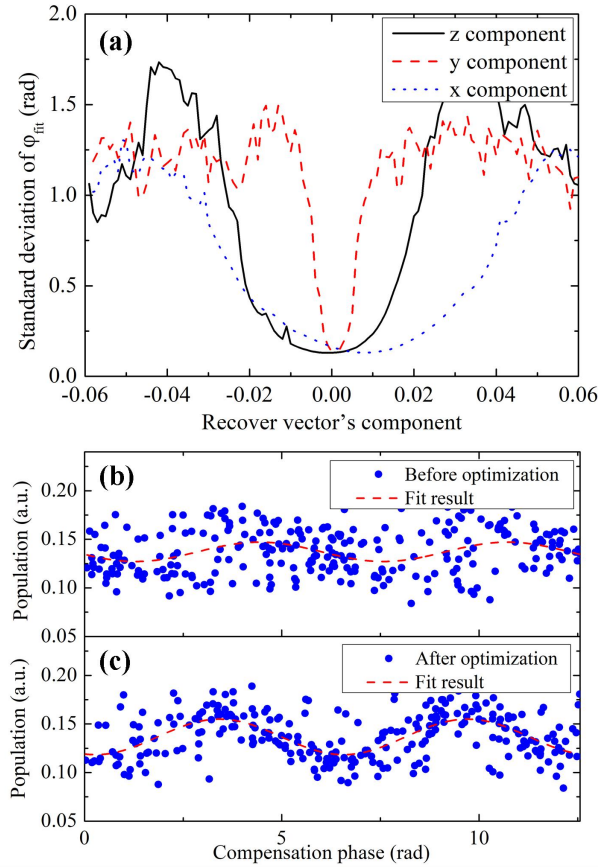 (a)
z component
y component
x component
Standard deviation of φfit (rad)
2.0
1.5
1.0
0.5
0.0
-0.06 -0.04 -0.02 0.00 0.02 0.04 0.06
Recover vector's component
(b)
Before optimization
Fit result
Population (a.u.)
0.20
0.15
0.10
0.05
(c)
After optimization
Fit result
Population (a.u.)
0.20
0.15
0.10
0.05
0 5 10
Compensation phase (rad)